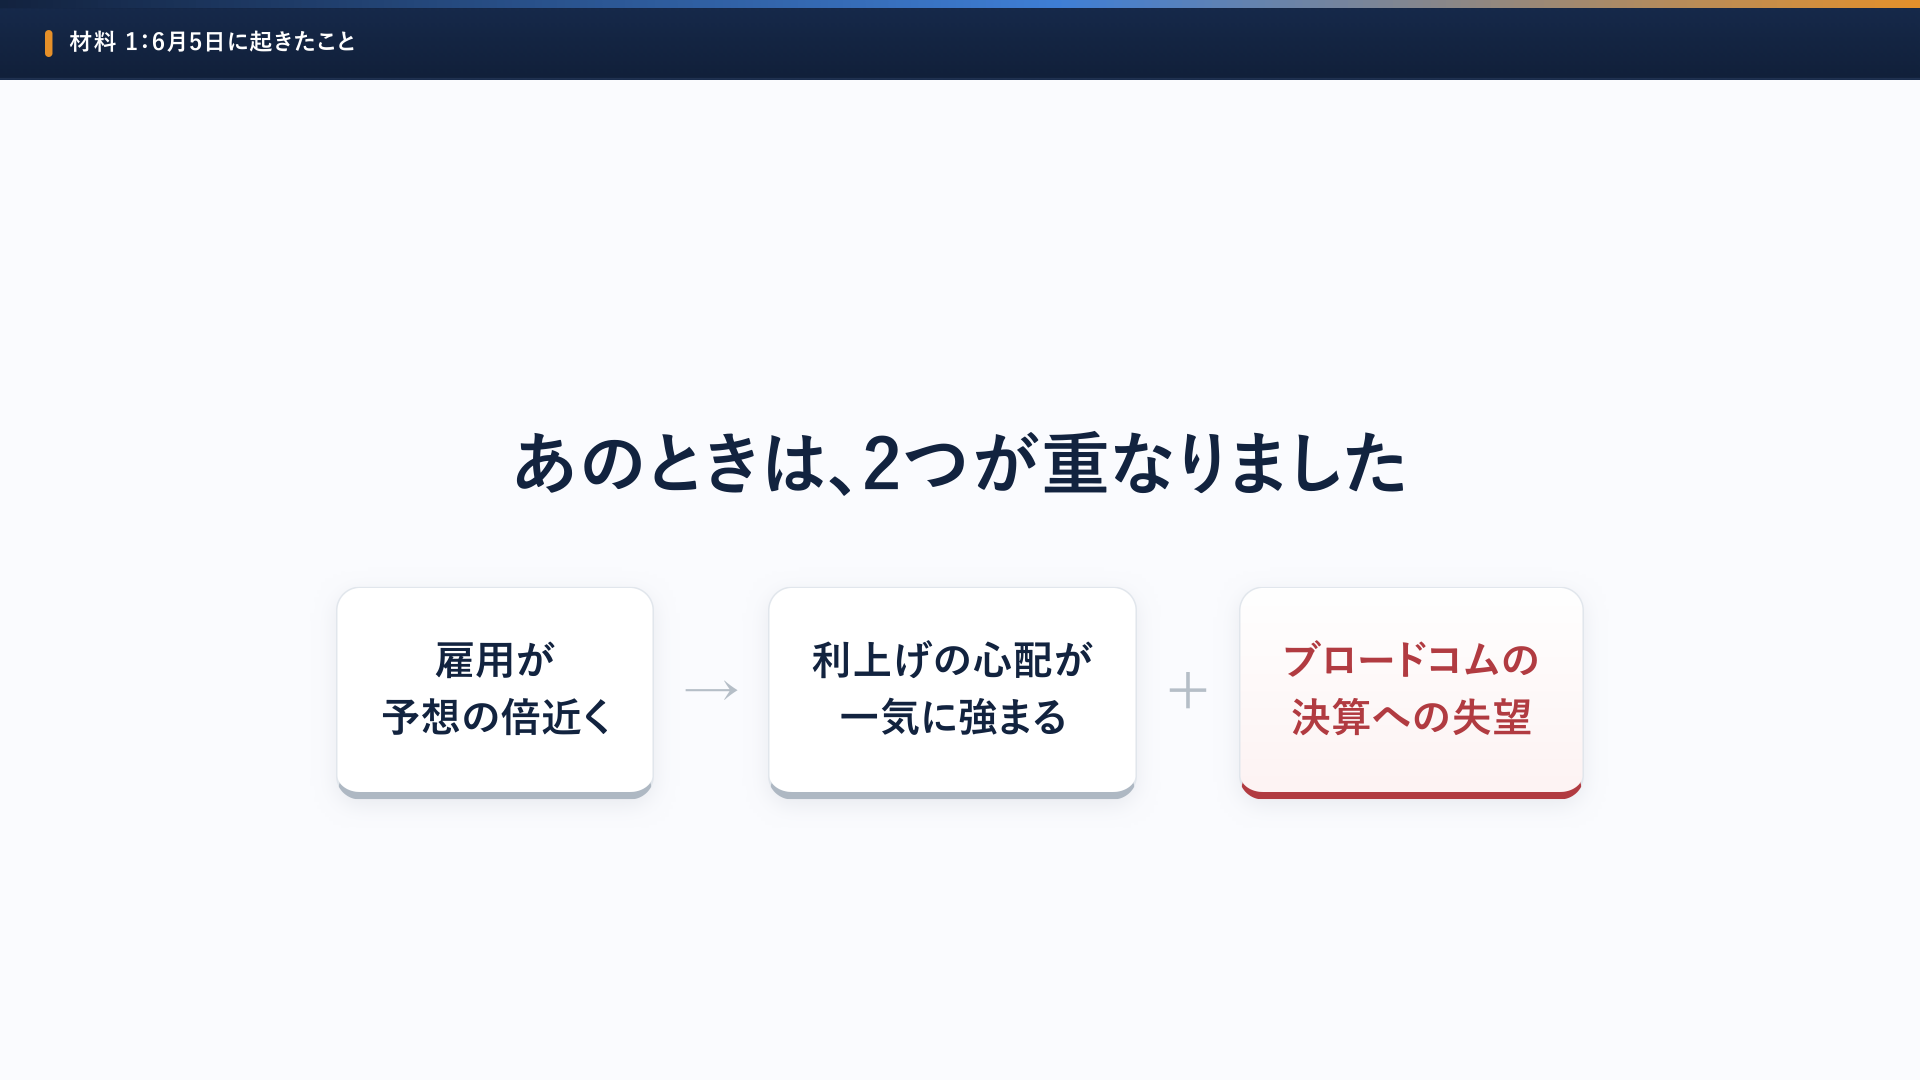 材料 1：6月5日に起きたこと
あのときは、2つが重なりました
雇用が
予想の倍近く
→
利上げの心配が
一気に強まる
＋
ブロードコムの
決算への失望